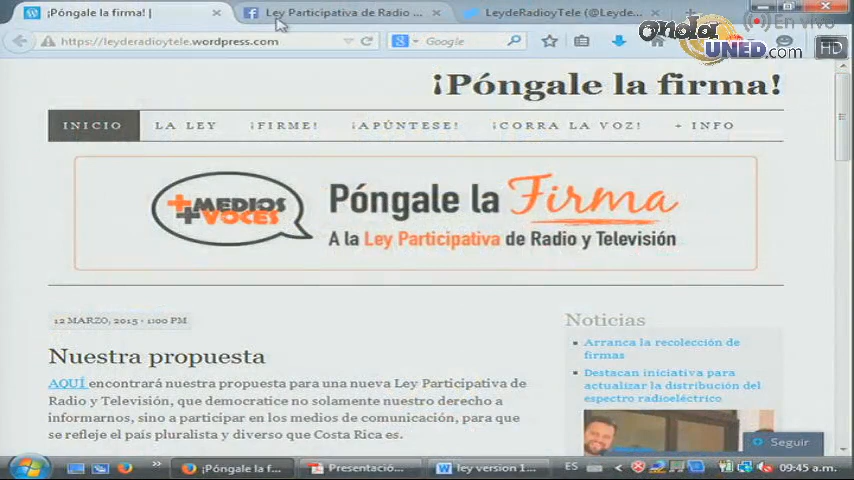 ¡Póngale la firma! |
Ley Participativa de Radio ...
LeydeRadioyTele (@Leyde...
En vivo
onda
UNED.com
HD
https://leyderadioytele.wordpress.com
Google
¡Póngale la firma!
INICIO
LA LEY
¡FIRME!
¡APÚNTESE!
¡CORRA LA VOZ!
+ INFO
+MEDIOS
+VOCES
Póngale la Firma
A la Ley Participativa de Radio y Televisión
12 MARZO, 2015 · 1:00 PM
Nuestra propuesta
AQUÍ encontrará nuestra propuesta para una nueva Ley Participativa de
Radio y Televisión, que democratice no solamente nuestro derecho a
informarnos, sino a participar en los medios de comunicación, para que
se refleje el país pluralista y diverso que Costa Rica es.
Noticias
Arranca la recolección de
firmas
Destacan iniciativa para
actualizar la distribución del
espectro radioeléctrico
Seguir
¡Póngale la f...
Presentació...
ley version 1...
ES
09:45 a.m.